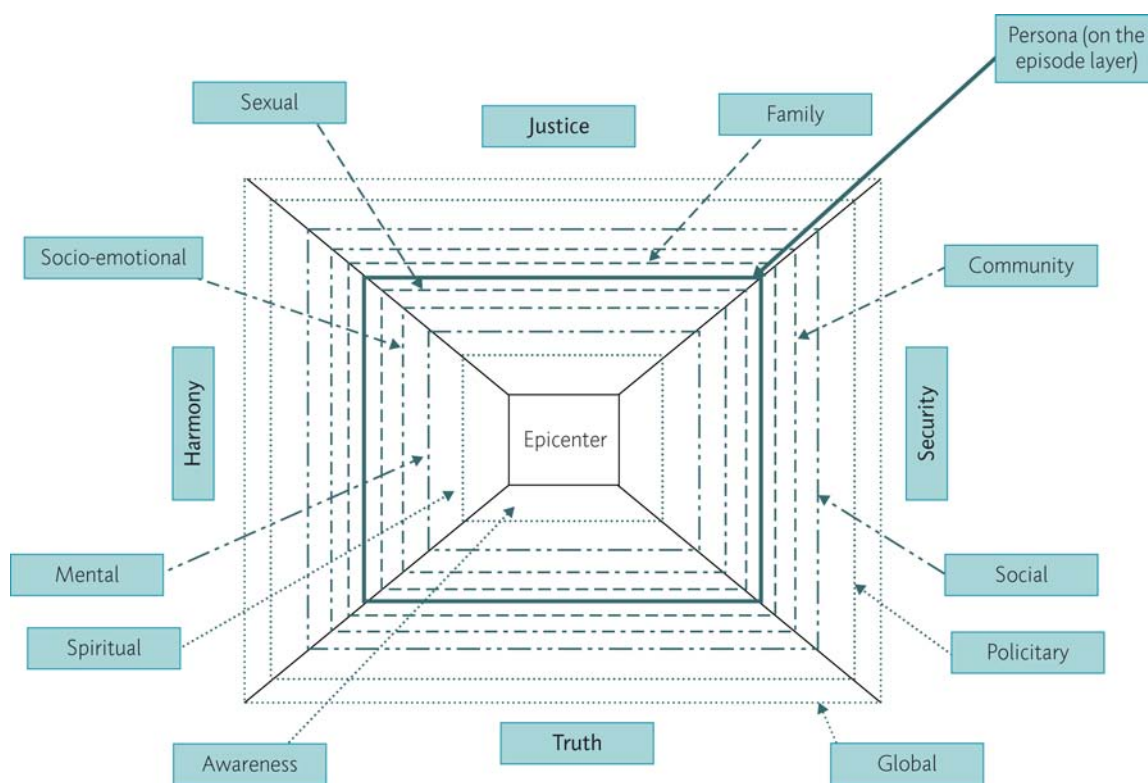 Persona (on the
episode layer)
Sexual
Justice
Family
Socio-emotional
Community
Harmony
Epicenter
Security
Mental
Social
Spiritual
Policitary
Awareness
Truth
Global